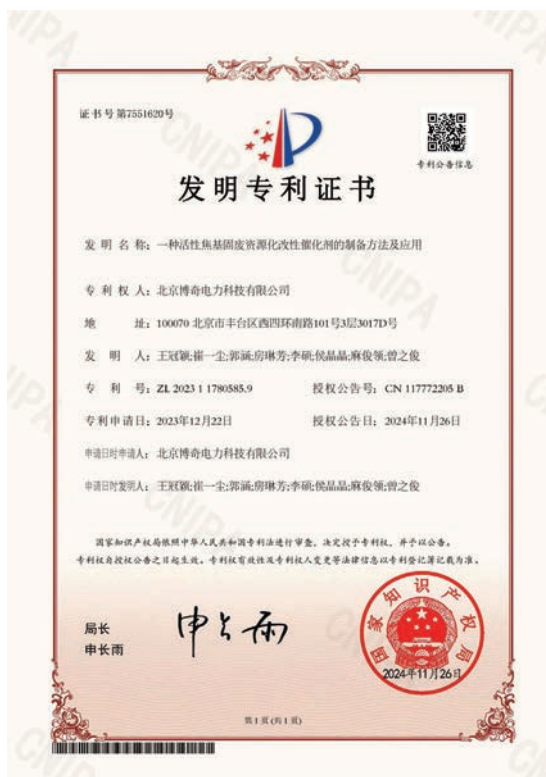 证书号第7551620号
专利公告信息
发明专利证书
发明名称：一种活性焦基固废资源化改性催化剂的制备方法及应用
专利权人：北京博奇电力科技有限公司
地址：100070 北京市丰台区西四环南路101号3层3017D号
发明人：王冠颖;崔一尘;郭涵;房琳芳;李硕;侯晶晶;麻俊领;曾之俊
专利号：ZL 2023 1 1780585.9 授权公告号：CN 117772205 B
专利申请日：2023年12月22日 授权公告日：2024年11月26日
申请日时申请人：北京博奇电力科技有限公司
申请日时发明人：王冠颖;崔一尘;郭涵;房琳芳;李硕;侯晶晶;麻俊领;曾之俊
国家知识产权局依照中华人民共和国专利法进行审查，决定授予专利权，并予以公告。
专利权自授权公告之日起生效。专利权有效性及专利权人变更等法律信息以专利登记簿记载为准。
局长
申长雨
申长雨
国家知识产权局
2024年11月26日
第1页(共1页)
CNIPA
CNIPA
CNIPA
CNIPA
CNIPA